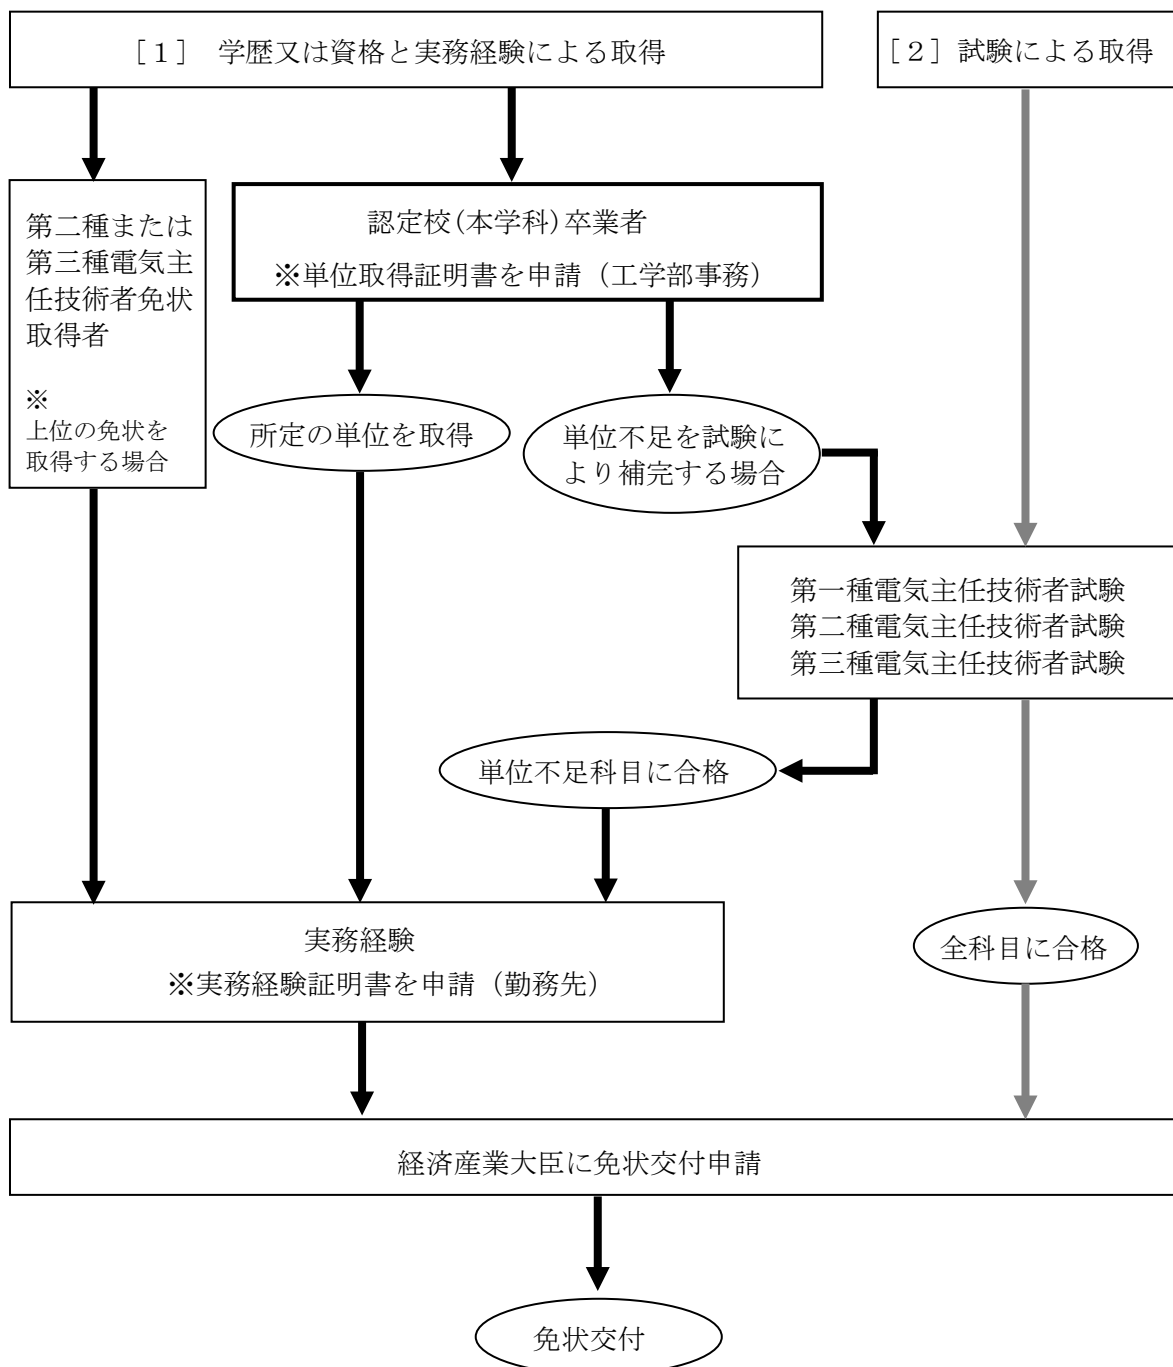 ［１］ 学歴又は資格と実務経験による取得
［２］試験による取得
第二種または
第三種電気主
任技術者免状
取得者
※
上位の免状を
取得する場合
認定校(本学科)卒業者
※単位取得証明書を申請（工学部事務）
所定の単位を取得
単位不足を試験に
より補完する場合
第一種電気主任技術者試験
第二種電気主任技術者試験
第三種電気主任技術者試験
単位不足科目に合格
実務経験
※実務経験証明書を申請（勤務先）
全科目に合格
経済産業大臣に免状交付申請
免状交付